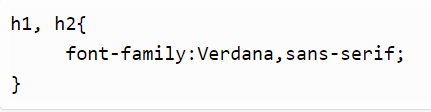 h1, h2{
font-family:Verdana,sans-serif;
}